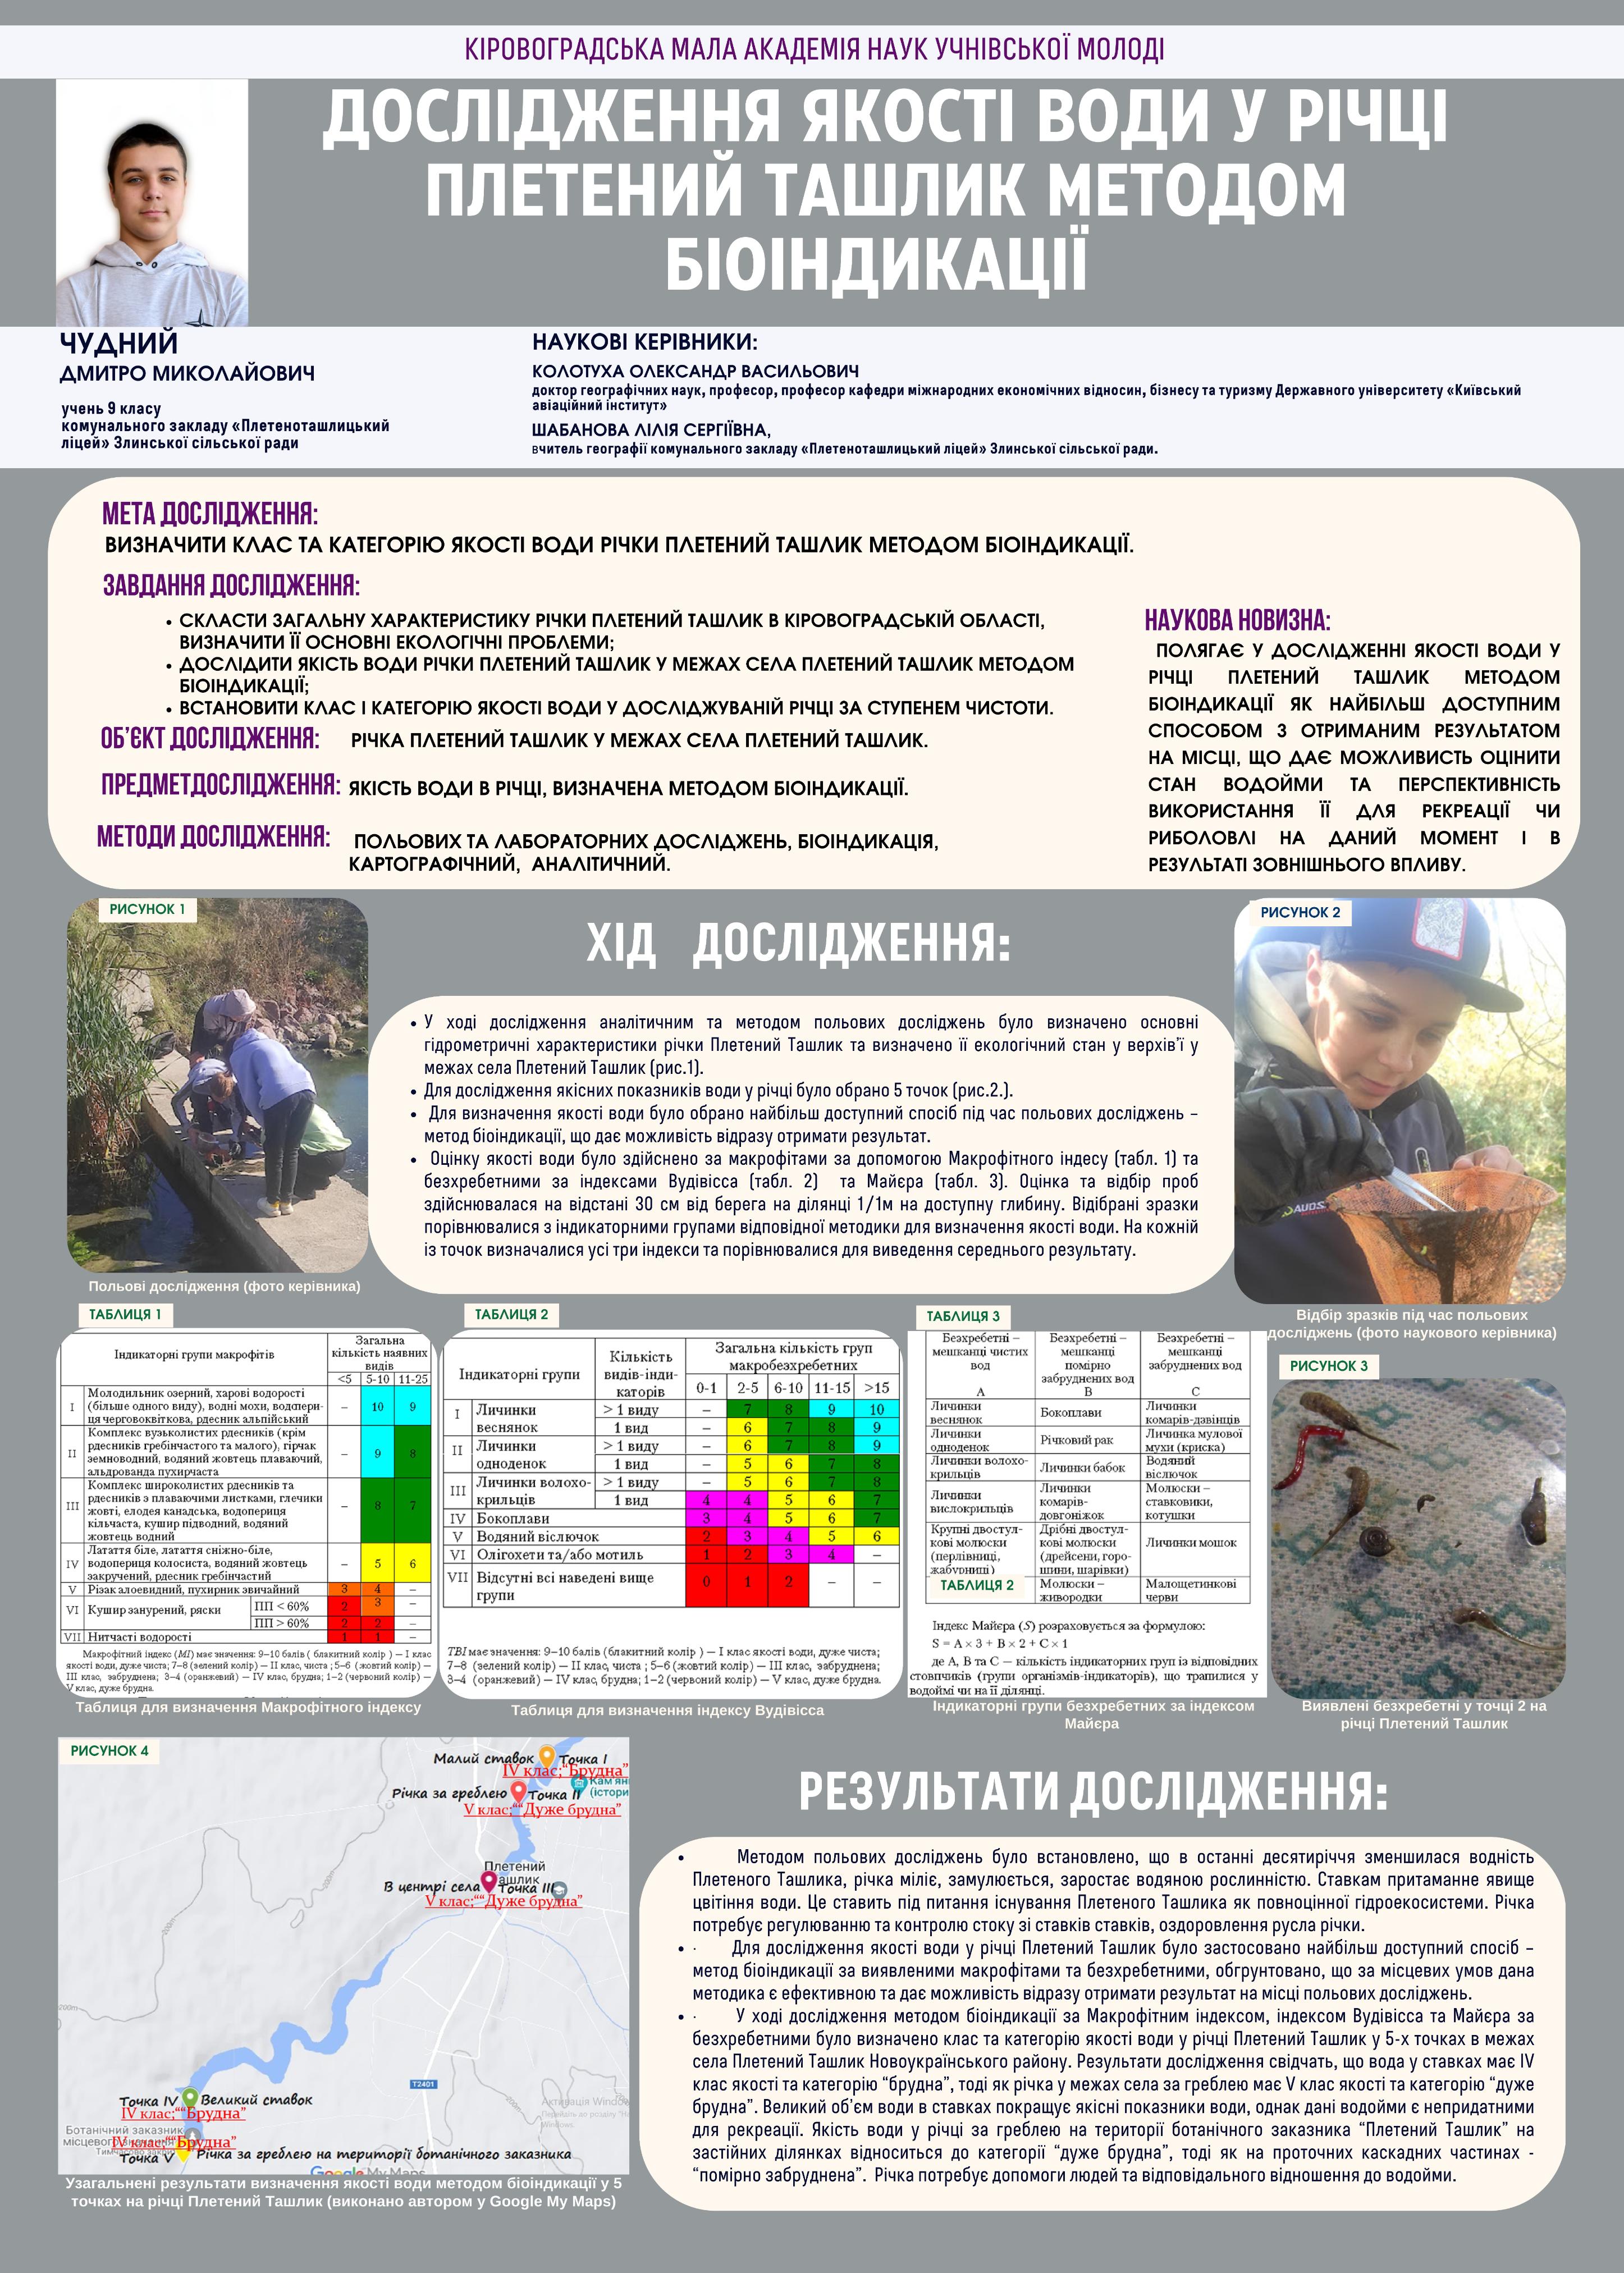 КІРОВОГРАДСЬКА МАЛА АКАДЕМІЯ НАУК УЧНІВСЬКОЇ МОЛОДІ
ДОСЛІДЖЕННЯ ЯКОСТІ ВОДИ У РІЧЦІ
ПЛЕТЕНИЙ ТАШЛИК МЕТОДОМ
БІОІНДИКАЦІЇ
ЧУДНИЙ
ДМИТРО МИКОЛАЙОВИЧ
учень 9 класу
комунального закладу «Плетеноташлицький
ліцей» Злинської сільської ради
НАУКОВІ КЕРІВНИКИ:
КОЛОТУХА ОЛЕКСАНДР ВАСИЛЬОВИЧ
доктор географічних наук, професор, професор кафедри міжнародних економічних відносин, бізнесу та туризму Державного університету «Київський
авіаційний інститут»
ШАБАНОВА ЛІЛІЯ СЕРГІЇВНА,
вчитель географії комунального закладу «Плетеноташлицький ліцей» Злинської сільської ради.
МЕТА ДОСЛІДЖЕННЯ:
ВИЗНАЧИТИ КЛАС ТА КАТЕГОРІЮ ЯКОСТІ ВОДИ РІЧКИ ПЛЕТЕНИЙ ТАШЛИК МЕТОДОМ БІОІНДИКАЦІЇ.
ЗАВДАННЯ ДОСЛІДЖЕННЯ:
• СКЛАСТИ ЗАГАЛЬНУ ХАРАКТЕРИСТИКУ РІЧКИ ПЛЕТЕНИЙ ТАШЛИК В КІРОВОГРАДСЬКІЙ ОБЛАСТІ,
ВИЗНАЧИТИ ЇЇ ОСНОВНІ ЕКОЛОГІЧНІ ПРОБЛЕМИ;
• ДОСЛІДИТИ ЯКІСТЬ ВОДИ РІЧКИ ПЛЕТЕНИЙ ТАШЛИК У МЕЖАХ СЕЛА ПЛЕТЕНИЙ ТАШЛИК МЕТОДОМ
БІОІНДИКАЦІЇ;
• ВСТАНОВИТИ КЛАС І КАТЕГОРІЮ ЯКОСТІ ВОДИ У ДОСЛІДЖУВАНІЙ РІЧЦІ ЗА СТУПЕНЕМ ЧИСТОТИ.
ОБ'ЄКТ ДОСЛІДЖЕННЯ: РІЧКА ПЛЕТЕНИЙ ТАШЛИК У МЕЖАХ СЕЛА ПЛЕТЕНИЙ ТАШЛИК.
ПРЕДМЕТДОСЛІДЖЕННЯ: ЯКІСТЬ ВОДИ В РІЧЦІ, ВИЗНАЧЕНА МЕТОДОМ БІОІНДИКАЦІЇ.
МЕТОДИ ДОСЛІДЖЕННЯ: ПОЛЬОВИХ ТА ЛАБОРАТОРНИХ ДОСЛІДЖЕНЬ, БІОІНДИКАЦІЯ,
КАРТОГРАФІЧНИЙ, АНАЛІТИЧНИЙ.
НАУКОВА НОВИЗНА:
ПОЛЯГАЄ У ДОСЛІДЖЕННІ ЯКОСТІ ВОДИ У
РІЧЦІ ПЛЕТЕНИЙ ТАШЛИК МЕТОДОМ
БІОІНДИКАЦІЇ ЯК НАЙБІЛЬШ ДОСТУПНИМ
СПОСОБОМ З ОТРИМАНИМ РЕЗУЛЬТАТОМ
НА МІСЦІ, ЩО ДАЄ МОЖЛИВИСТЬ ОЦІНИТИ
СТАН ВОДОЙМИ ТА ПЕРСПЕКТИВНІСТЬ
ВИКОРИСТАННЯ ЇЇ ДЛЯ РЕКРЕАЦІЇ ЧИ
РИБОЛОВЛІ НА ДАНИЙ МОМЕНТ І В
РЕЗУЛЬТАТІ ЗОВНІШНЬОГО ВПЛИВУ.
РИСУНОК 1
ХІД ДОСЛІДЖЕННЯ:
РИСУНОК 2
• У ході дослідження аналітичним та методом польових досліджень було визначено основні
гідрометричні характеристики річки Плетений Ташлик та визначено її екологічний стан у верхів'ї у
межах села Плетений Ташлик (рис.1).
• Для дослідження якісних показників води у річці було обрано 5 точок (рис.2.).
• Для визначення якості води було обрано найбільш доступний спосіб під час польових досліджень –
метод біоіндикації, що дає можливість відразу отримати результат.
• Оцінку якості води було здійснено за макрофітами за допомогою Макрофітного індесу (табл. 1) та
безхребетними за індексами Вудівісса (табл. 2) та Майєра (табл. 3). Оцінка та відбір проб
здійснювалася на відстані 30 см від берега на ділянці 1/1м на доступну глибину. Відібрані зразки
порівнювалися з індикаторними групами відповідної методики для визначення якості води. На кожній
із точок визначалися усі три індекси та порівнювалися для виведення середнього результату.
AUDS
Польові дослідження (фото керівника)
Відбір зразків під час польових
досліджень (фото наукового керівника)
ТАБЛИЦЯ 1
Індикаторні групи макрофітів
Загальна
кількість наявних
видів
<5 5-10 11-25
I Молодильник озерний, харові водорості
(більше одного виду), водні мохи, водпери-
ця черговоквіткова, рдесник альпійський – 10 9
II Комплекс вузьколистих рдесників (крім
рдесників гребінчастого та малого), гірчак
земноводний, водяний жовтець плаваючий,
альдрованда пухирчаста – 9 8
III Комплекс широколистих рдесників та
рдесників з плаваючими листками, глечики
жовті, елодея канадська, водопериця
кільчаста, кушир підводний, водяний
жовтець водний – 8 7
IV Латаття біле, латаття сніжно-біле,
водопериця колосиста, водяний жовтець
закручений, рдесник гребінчастий – 5 6
V Різак алоевидний, пухирник звичайний 3 4 –
VI Кушир занурений, ряски ПП < 60% 2 3 –
ПП > 60% 2 2 –
VII Нитчасті водорості 1 1 –
Макрофітний індекс (МІ) має значення: 9–10 балів ( блакитний колір ) — I клас
якості води, дуже чиста; 7–8 (зелений колір) — II клас, чиста ; 5–6 (жовтий колір) —
III клас, забруднена; 3–4 (оранжевий) — IV клас, брудна; 1–2 (червоний колір) —
V клас, дуже брудна.
Таблиця для визначення Макрофітного індексу
ТАБЛИЦЯ 2
Індикаторні групи
Кількість
видів-інди-
каторів
Загальна кількість груп
макробезхребетних
0-1 2-5 6-10 11-15 >15
I Личинки
веснянок
> 1 виду – 7 8 9 10
1 вид – 6 7 8 9
II Личинки
одноденок
> 1 виду – 6 7 8 9
1 вид – 5 6 7 8
III Личинки волохо-
крильців
> 1 виду – 5 6 7 8
1 вид 4 4 5 6 7
IV Бокоплави 3 4 5 6 7
V Водяний віслючок 2 3 4 5 6
VI Олігохети та/або мотиль 1 2 3 4 –
VII Відсутні всі наведені вище
групи 0 1 2 – –
TBI має значення: 9–10 балів (блакитний колір ) — I клас якості води, дуже чиста;
7–8 (зелений колір) — II клас, чиста ; 5–6 (жовтий колір) — III клас, забруднена;
3–4 (оранжевий) — IV клас, брудна; 1–2 (червоний колір) — V клас, дуже брудна.
Таблиця для визначення індексу Вудівісса
ТАБЛИЦЯ 3
Безхребетні –
мешканці чистих
вод
A
Безхребетні –
мешканці
помірно
забруднених вод
B
Безхребетні –
мешканці
забруднених вод
C
Личинки
веснянок
Бокоплави
Личинки
комарів-дзвінців
Личинки
одноденок
Річковий рак
Личинка мулової
мухи (криска)
Личинки волохо-
крильців
Личинки бабок
Водяний
віслючок
Личинки
вислокрильців
Личинки
комарів-
довгоніжок
Молюски –
ставковики,
котушки
Крупні двостул-
кові молюски
(перлівниці,
жабурниці)
Дрібні двостул-
кові молюски
(дрейсени, горо-
шини, шарівки)
Личинки мошок
ТАБЛИЦЯ 2
Молюски –
живородки
Малощетинкові
черви
Індекс Майєра (S) розраховується за формулою:
S = A × 3 + B × 2 + C × 1
де A, B та C — кількість індикаторних груп із відповідних
стовпчиків (групи організмів-індикаторів), що трапилися у
водоймі чи на її ділянці.
Індикаторні групи безхребетних за індексом
Майєра
РИСУНОК 3
Виявлені безхребетні у точці 2 на
річці Плетений Ташлик
РИСУНОК 4
Малий ставок Точка I
IV клас;“Брудна”
Кам'ян
(істори
Річка за греблею Точка II
V клас;““Дуже брудна”
Плетений
ашлик
В центрі села Точка III
V клас;““Дуже брудна”
200m
200m
T2401
Активація Windows
Точка IV Великий ставок
IV клас;““Брудна”
Ботанічний заказник
місцевого
IV клас;““Брудна”
Точка V Річка за греблею на території ботанічного заказника
Google My Maps
Узагальнені результати визначення якості води методом біоіндикації у 5
точках на річці Плетений Ташлик (виконано автором у Google My Maps)
РЕЗУЛЬТАТИ ДОСЛІДЖЕННЯ:
• Методом польових досліджень було встановлено, що в останні десятиріччя зменшилася водність
Плетеного Ташлика, річка міліє, замулюється, заростає водяною рослинністю. Ставкам притаманне явище
цвітіння води. Це ставить під питання існування Плетеного Ташлика як повноцінної гідроекосистеми. Річка
потребує регулюванню та контролю стоку зі ставків ставків, оздоровлення русла річки.
• · Для дослідження якості води у річці Плетений Ташлик було застосовано найбільш доступний спосіб –
метод біоіндикації за виявленими макрофітами та безхребетними, обгрунтовано, що за місцевих умов дана
методика є ефективною та дає можливість відразу отримати результат на місці польових досліджень.
• · У ході дослідження методом біоіндикації за Макрофітним індексом, індексом Вудівісса та Майєра за
безхребетними було визначено клас та категорію якості води у річці Плетений Ташлик у 5-х точках в межах
села Плетений Ташлик Новоукраїнського району. Результати дослідження свідчать, що вода у ставках має IV
клас якості та категорію “брудна”, тоді як річка у межах села за греблею має V клас якості та категорію “дуже
брудна”. Великий об'єм води в ставках покращує якісні показники води, однак дані водойми є непридатними
для рекреації. Якість води у річці за греблею на території ботанічного заказника “Плетений Ташлик” на
застійних ділянках відноситься до категорії “дуже брудна”, тоді як на проточних каскадних частинах -
“помірно забруднена”. Річка потребує допомоги людей та відповідального відношення до водойми.